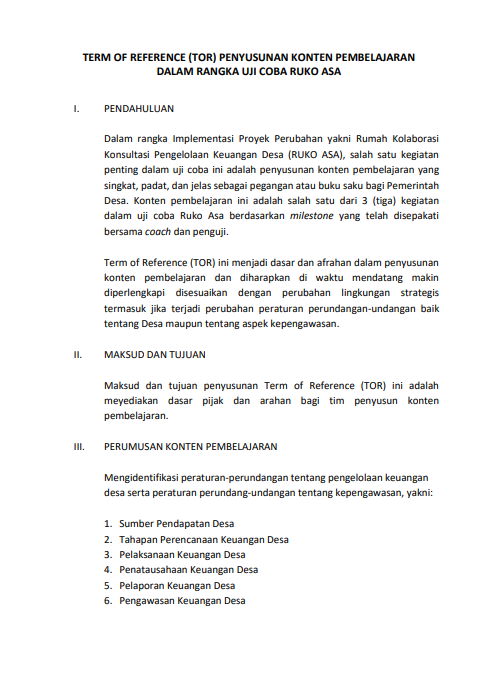 TERM OF REFERENCE (TOR) PENYUSUNAN KONTEN PEMBELAJARAN
DALAM RANGKA UJI COBA RUKO ASA
I. PENDAHULUAN
Dalam rangka Implementasi Proyek Perubahan yakni Rumah Kolaborasi
Konsultasi Pengelolaan Keuangan Desa (RUKO ASA), salah satu kegiatan
penting dalam uji coba ini adalah penyusunan konten pembelajaran yang
singkat, padat, dan jelas sebagai pegangan atau buku saku bagi Pemerintah
Desa. Konten pembelajaran ini adalah salah satu dari 3 (tiga) kegiatan
dalam uji coba Ruko Asa berdasarkan milestone yang telah disepakati
bersama coach dan penguji.
Term of Reference (TOR) ini menjadi dasar dan afrahan dalam penyusunan
konten pembelajaran dan diharapkan di waktu mendatang makin
diperlengkapi disesuaikan dengan perubahan lingkungan strategis
termasuk jika terjadi perubahan peraturan perundangan-undangan baik
tentang Desa maupun tentang aspek kepengawasan.
II. MAKSUD DAN TUJUAN
Maksud dan tujuan penyusunan Term of Reference (TOR) ini adalah
meyediakan dasar pijak dan arahan bagi tim penyusun konten
pembelajaran.
III. PERUMUSAN KONTEN PEMBELAJARAN
Mengidentifikasi peraturan-perundangan tentang pengelolaan keuangan
desa serta peraturan perundang-undangan tentang kepengawasan, yakni:
1. Sumber Pendapatan Desa
2. Tahapan Perencanaan Keuangan Desa
3. Pelaksanaan Keuangan Desa
4. Penatausahaan Keuangan Desa
5. Pelaporan Keuangan Desa
6. Pengawasan Keuangan Desa